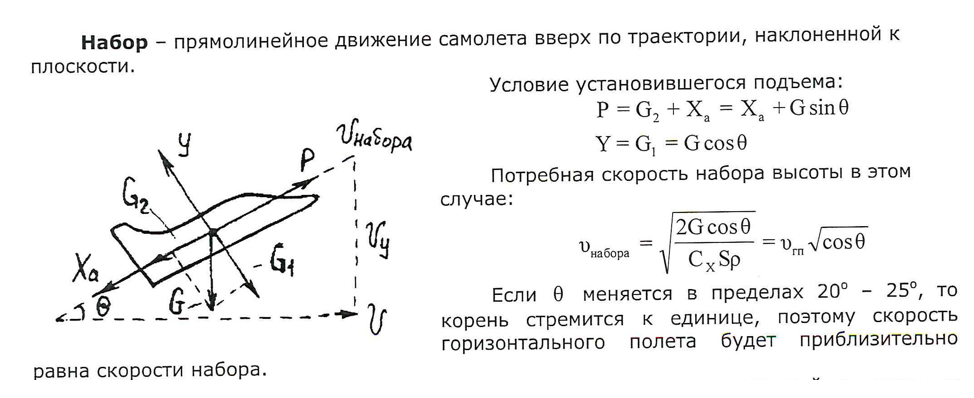 Набор – прямолинейное движение самолета вверх по траектории, наклоненной к
плоскости.
Условие установившегося подъема:
P = G₂ + Xₐ = Xₐ + G sin θ
Y = G₁ = G cos θ
Потребная скорость набора высоты в этом
случае:
υнабора = √(2G cos θ / CₓSρ) = υгп √cos θ
Если θ меняется в пределах 20° – 25°, то
корень стремится к единице, поэтому скорость
горизонтального полета будет приблизительно
равна скорости набора.
y
υнабора
P
G₂
υy
Xa
G₁
θ
G
υ